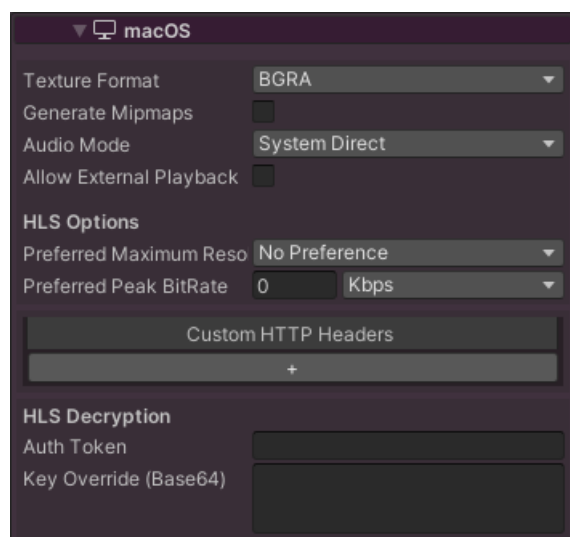 macOS
Texture Format BGRA
Generate Mipmaps
Audio Mode System Direct
Allow External Playback
HLS Options
Preferred Maximum Reso No Preference
Preferred Peak BitRate 0 Kbps
Custom HTTP Headers
+
HLS Decryption
Auth Token
Key Override (Base64)